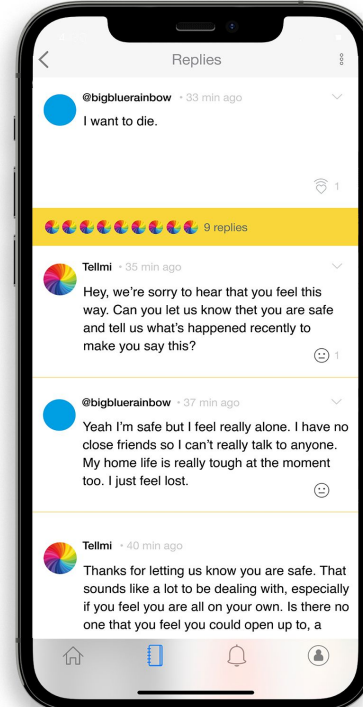 Replies
@bigbluerainbow • 33 min ago
I want to die.
1
9 replies
Tellmi • 35 min ago
Hey, we're sorry to hear that you feel this
way. Can you let us know thet you are safe
and tell us what's happened recently to
make you say this?
1
@bigbluerainbow • 37 min ago
Yeah I'm safe but I feel really alone. I have no
close friends so I can't really talk to anyone.
My home life is really tough at the moment
too. I just feel lost.
Tellmi • 40 min ago
Thanks for letting us know you are safe. That
sounds like a lot to be dealing with, especially
if you feel you are all on your own. Is there no
one that you feel you could open up to, a